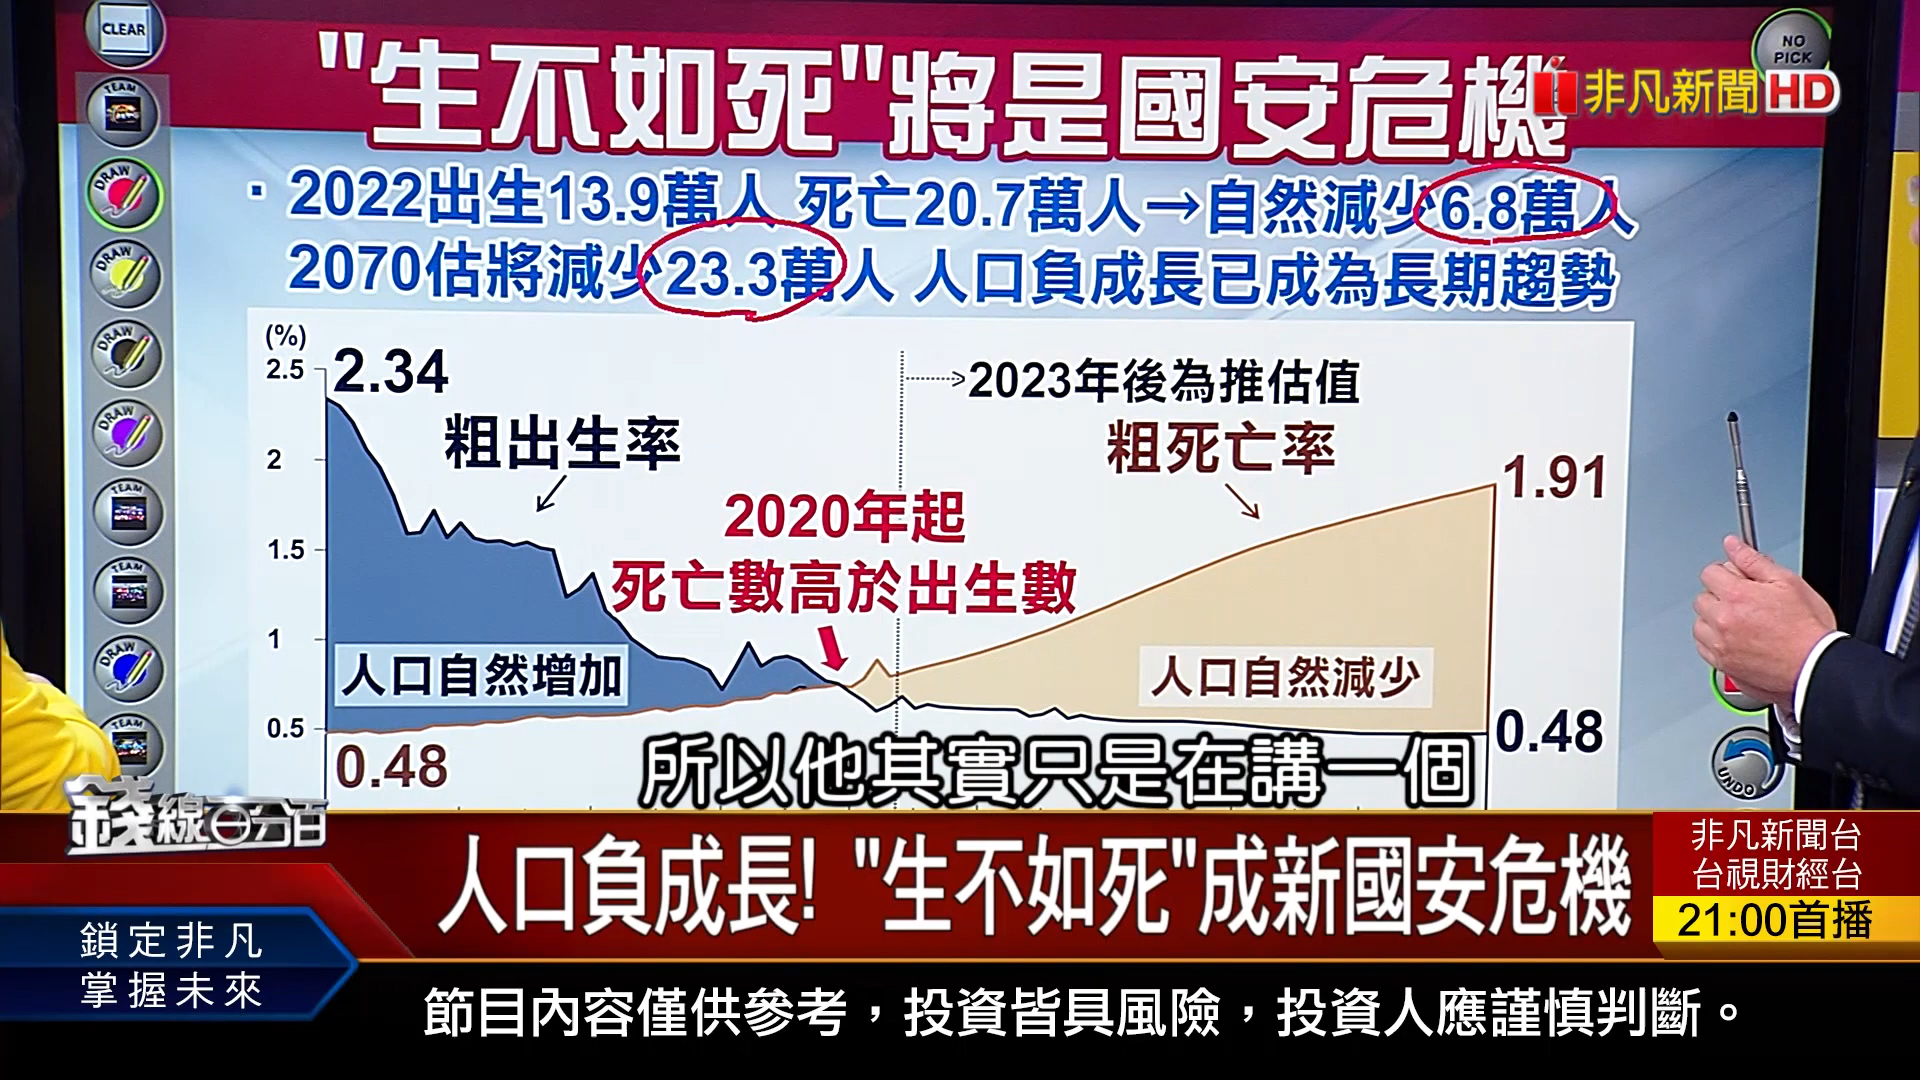 CLEAR
NO
PICK
"生不如死"將是國安危機
非凡新聞HD
TEAM
DRAW
2022出生13.9萬人 死亡20.7萬人→自然減少6.8萬人
DRAW
2070估將減少23.3萬人 人口負成長已成為長期趨勢
(%)
2.5
2.34
2023年後為推估值
DRAW
粗出生率
粗死亡率
DRAW
2
1.91
TEAM
2020年起
1.5
死亡數高於出生數
TEAM
1
人口自然增加
人口自然減少
DRAW
0.5
TEAM
0.48
0.48
UNDO
所以他其實只是在講一個
錢線百分百
人口負成長! "生不如死"成新國安危機
非凡新聞台
台視財經台
21:00首播
鎖定非凡
掌握未來
節目內容僅供參考，投資皆具風險，投資人應謹慎判斷。